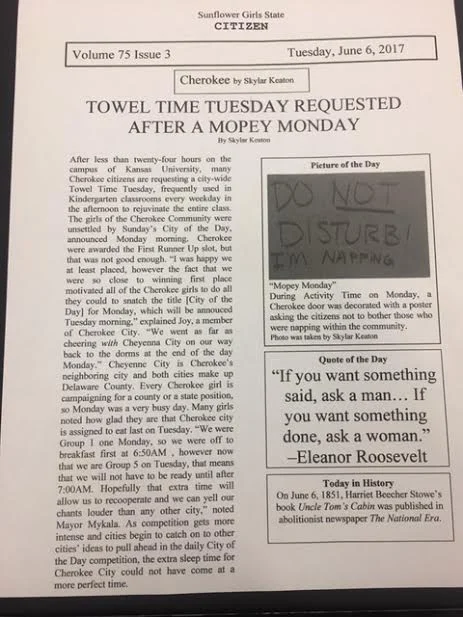 Sunflower Girls State
CITIZEN
Volume 75 Issue 3
Tuesday, June 6, 2017
Cherokee by Skylar Keaton
TOWEL TIME TUESDAY REQUESTED
AFTER A MOPEY MONDAY
By Skylar Keaton
After less than twenty-four hours on the
campus of Kansas University, many
Cherokee citizens are requesting a city-wide
Towel Time Tuesday, frequently used in
Kindergarten classrooms every weekday in
the afternoon to rejuvinate the entire class.
The girls of the Cherokee Community were
unsettled by Sunday's City of the Day,
announced Monday morning. Cherokee
were awarded the First Runner Up slot, but
that was not good enough. "I was happy we
at least placed, however the fact that we
were so close to winning first place
motivated all of the Cherokee girls to do all
they could to snatch the title [City of the
Day] for Monday, which will be annouced
Tuesday morning," explained Joy, a member
of Cherokee City. "We went as far as
cheering with Cheyenna City on our way
back to the dorms at the end of the day
Monday." Cheyenne City is Cherokee's
neighboring city and both cities make up
Delaware County. Every Cherokee girl is
campaigning for a county or a state position,
so Monday was a very busy day. Many girls
noted how glad they are that Cherokee city
is assigned to eat last on Tuesday. "We were
Group 1 one Monday, so we were off to
breakfast first at 6:50AM , however now
that we are Group 5 on Tuesday, that means
that we will not have to be ready until after
7:00AM. Hopefully that extra time will
allow us to recooperate and we can yell our
chants louder than any other city," noted
Mayor Mykala. As competition gets more
intense and cities begin to catch on to other
cities' ideas to pull ahead in the daily City of
the Day competition, the extra sleep time for
Cherokee City could not have come at a
more perfect time.
Picture of the Day
DO NOT
DISTURB!
I'M NAPPING
"Mopey Monday"
During Activity Time on Monday, a
Cherokee door was decorated with a poster
asking the citizens not to bother those who
were napping within the community.
Photo was taken by Skylar Keaton
Quote of the Day
"If you want something
said, ask a man… If
you want something
done, ask a woman."
–Eleanor Roosevelt
Today in History
On June 6, 1851, Harriet Beecher Stowe's
book Uncle Tom's Cabin was published in
abolitionist newspaper The National Era.